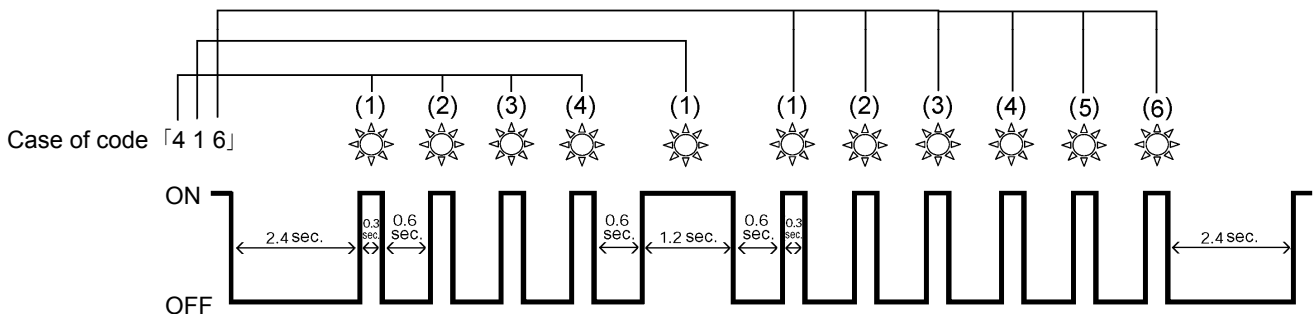 (1) (2) (3) (4) (1) (1) (2) (3) (4) (5) (6)
Case of code「4 1 6」
ON
2.4 sec. 0.3 sec. 0.6 sec. 0.6 sec. 1.2 sec. 0.6 sec. 0.3 sec. 2.4 sec.
OFF